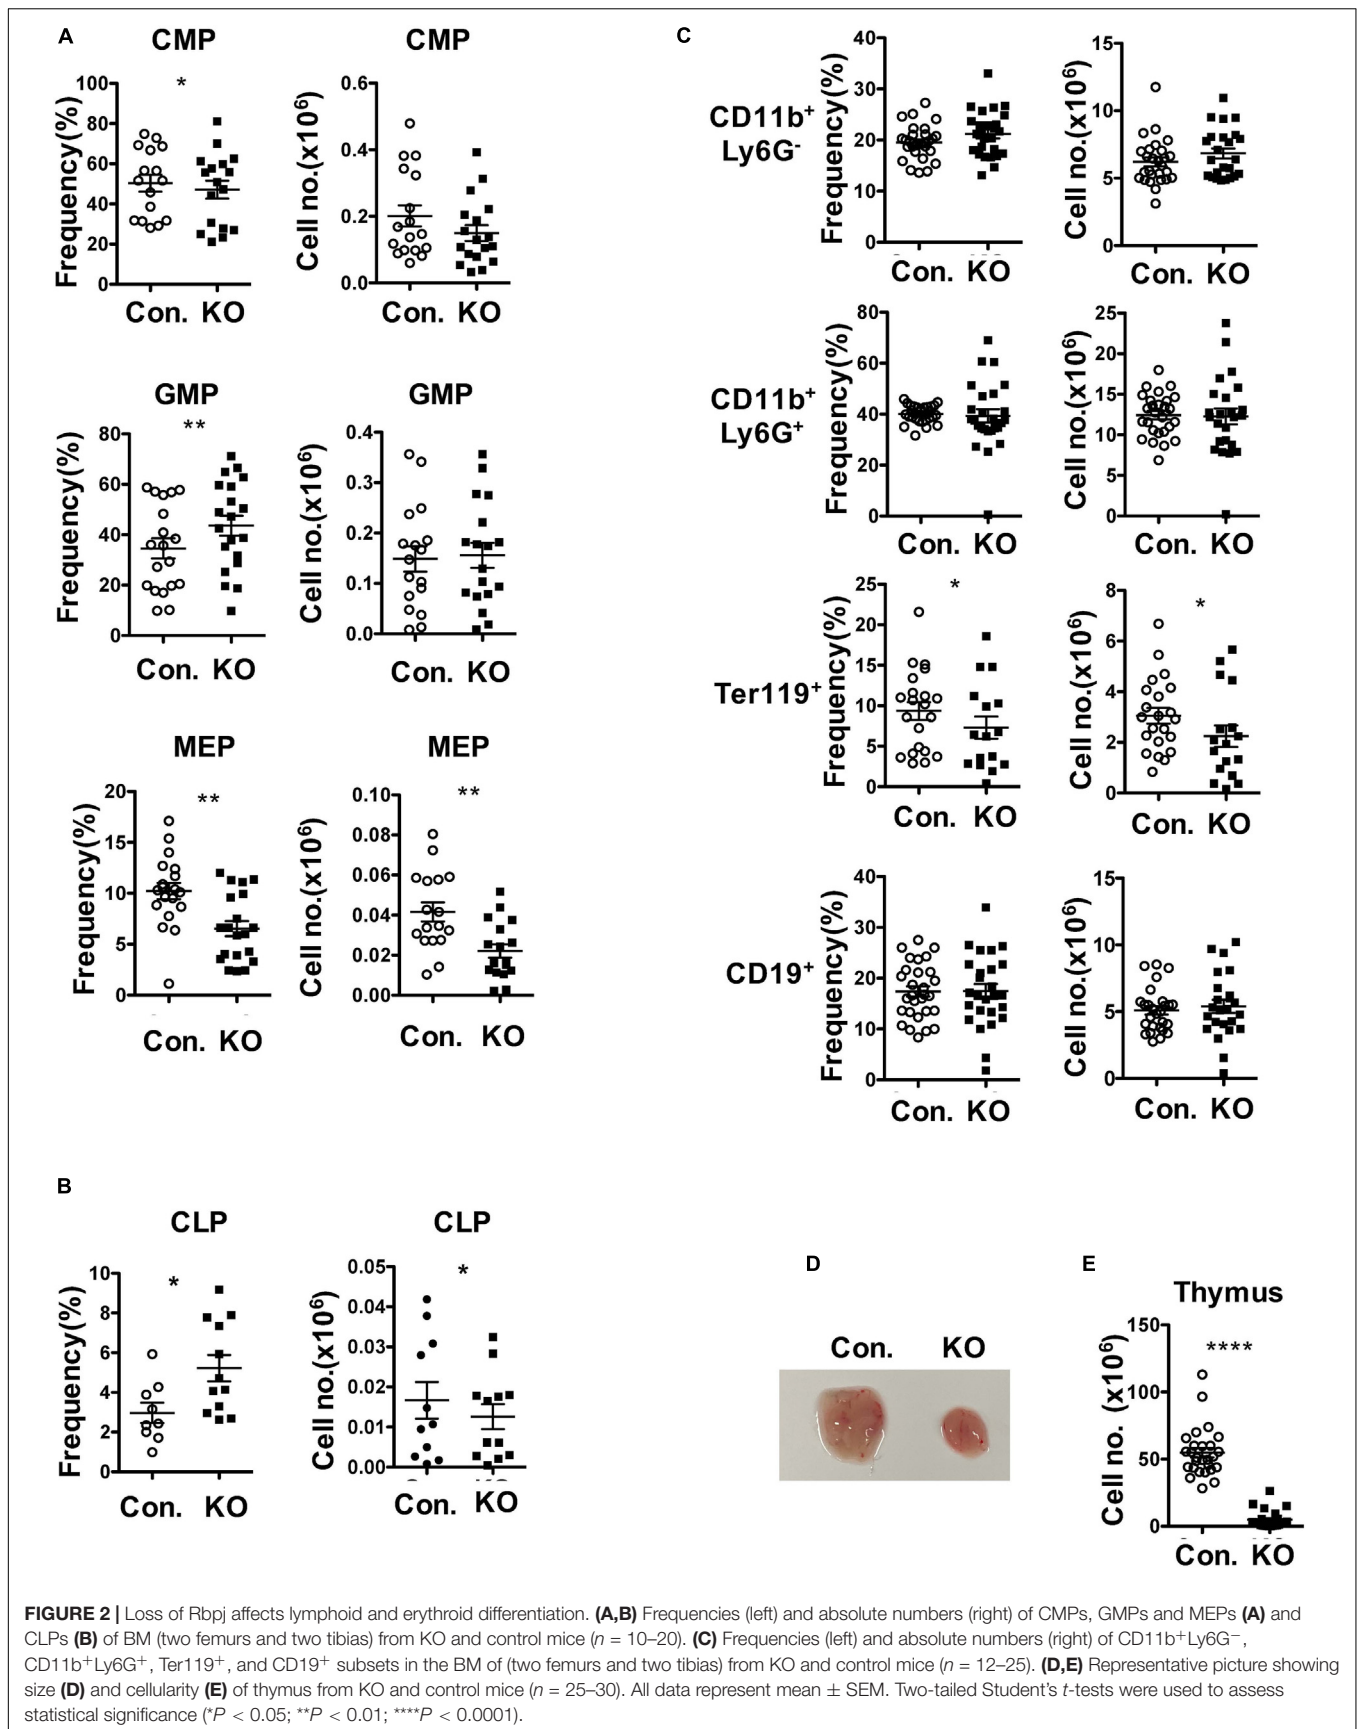 A
CMP
CMP
*
Frequency(%)
100
80
60
40
20
0
Con. KO
Cell no.(x10⁶)
0.6
0.4
0.2
0.0
Con. KO
GMP
GMP
**
Frequency(%)
80
60
40
20
0
Con. KO
Cell no.(x10⁶)
0.4
0.3
0.2
0.1
0.0
Con. KO
MEP
MEP
**
Frequency(%)
20
15
10
5
0
Con. KO
**
Cell no.(x10⁶)
0.10
0.08
0.06
0.04
0.02
0.00
Con. KO
B
CLP
CLP
*
Frequency(%)
10
8
6
4
2
0
Con. KO
*
Cell no.(x10⁶)
0.05
0.04
0.03
0.02
0.01
0.00
Con. KO
C
CD11b⁺
Ly6G⁻
Frequency(%)
40
30
20
10
0
Con. KO
Cell no.(x10⁶)
15
10
5
0
Con. KO
CD11b⁺
Ly6G⁺
Frequency(%)
80
60
40
20
0
Con. KO
Cell no.(x10⁶)
25
20
15
10
5
0
Con. KO
Ter119⁺
*
Frequency(%)
25
20
15
10
5
0
Con. KO
*
Cell no.(x10⁶)
8
6
4
2
0
Con. KO
CD19⁺
Frequency(%)
40
30
20
10
0
Con. KO
Cell no.(x10⁶)
15
10
5
0
Con. KO
D
Con. KO
E
Thymus
****
Cell no. (x10⁶)
150
100
50
0
Con. KO
FIGURE 2 | Loss of Rbpj affects lymphoid and erythroid differentiation. (A,B) Frequencies (left) and absolute numbers (right) of CMPs, GMPs and MEPs (A) and
CLPs (B) of BM (two femurs and two tibias) from KO and control mice (n = 10–20). (C) Frequencies (left) and absolute numbers (right) of CD11b⁺Ly6G⁻,
CD11b⁺Ly6G⁺, Ter119⁺, and CD19⁺ subsets in the BM of (two femurs and two tibias) from KO and control mice (n = 12–25). (D,E) Representative picture showing
size (D) and cellularity (E) of thymus from KO and control mice (n = 25–30). All data represent mean ± SEM. Two-tailed Student's t-tests were used to assess
statistical significance (*P < 0.05; **P < 0.01; ****P < 0.0001).